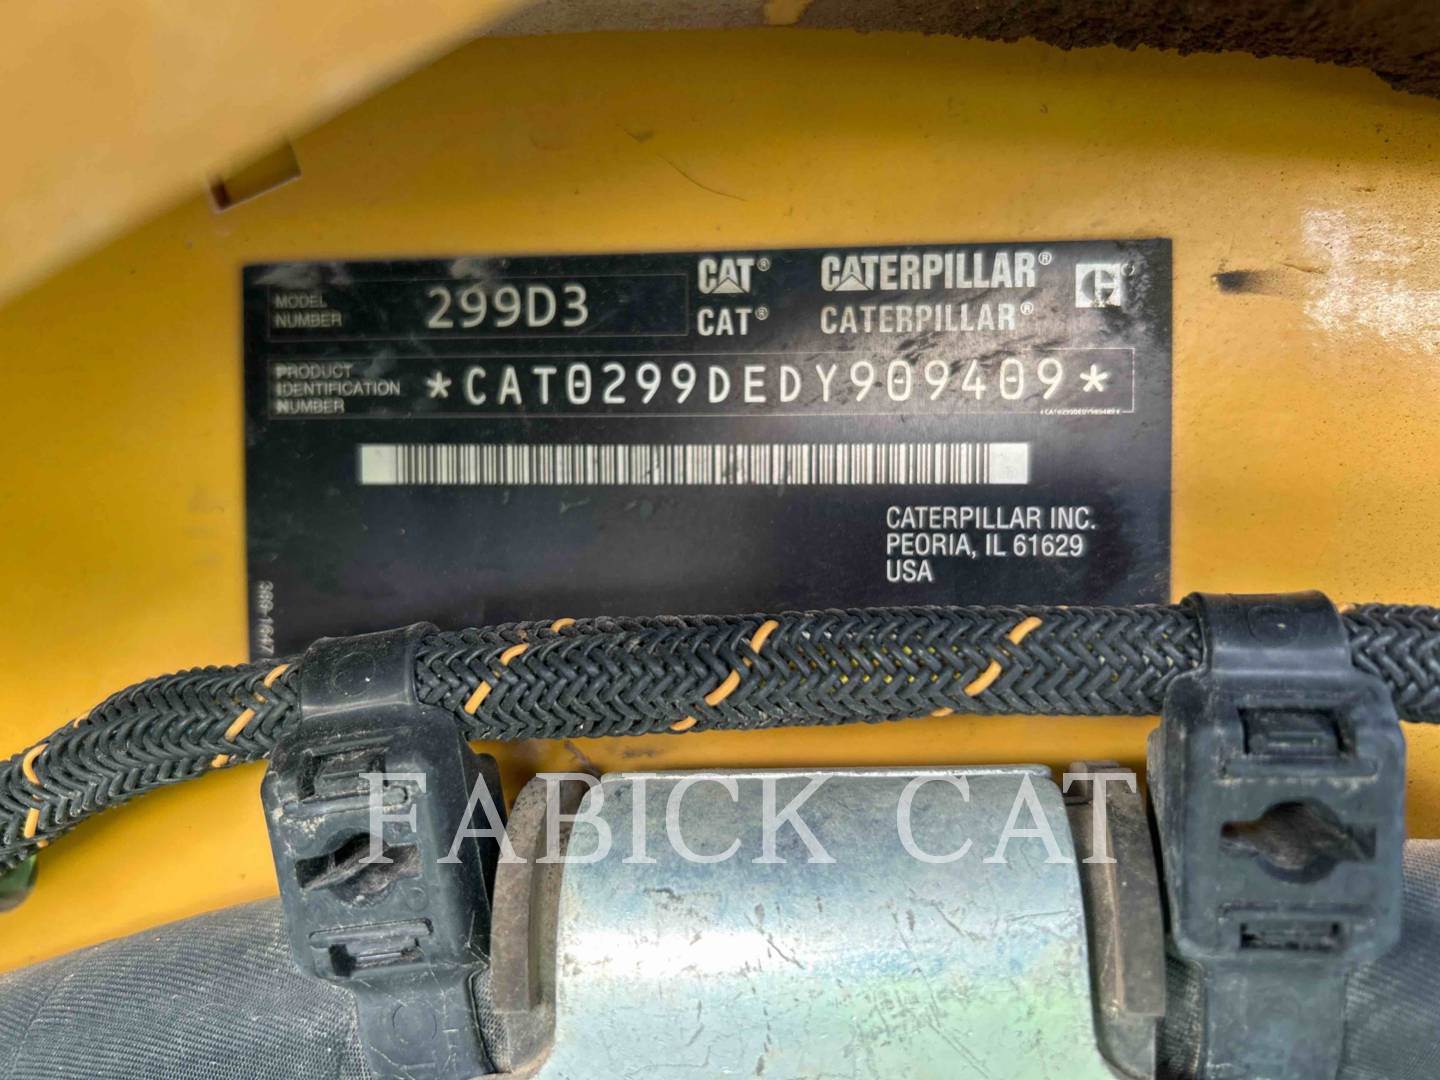 MODEL NUMBER 299D3 CAT® CATERPILLAR®
CAT® CATERPILLAR®
PRODUCT
IDENTIFICATION
NUMBER
*CAT0299DEDY909409*
*CAT0299DEDY909409*
CATERPILLAR INC.
PEORIA, IL 61629
USA
FABICK CAT